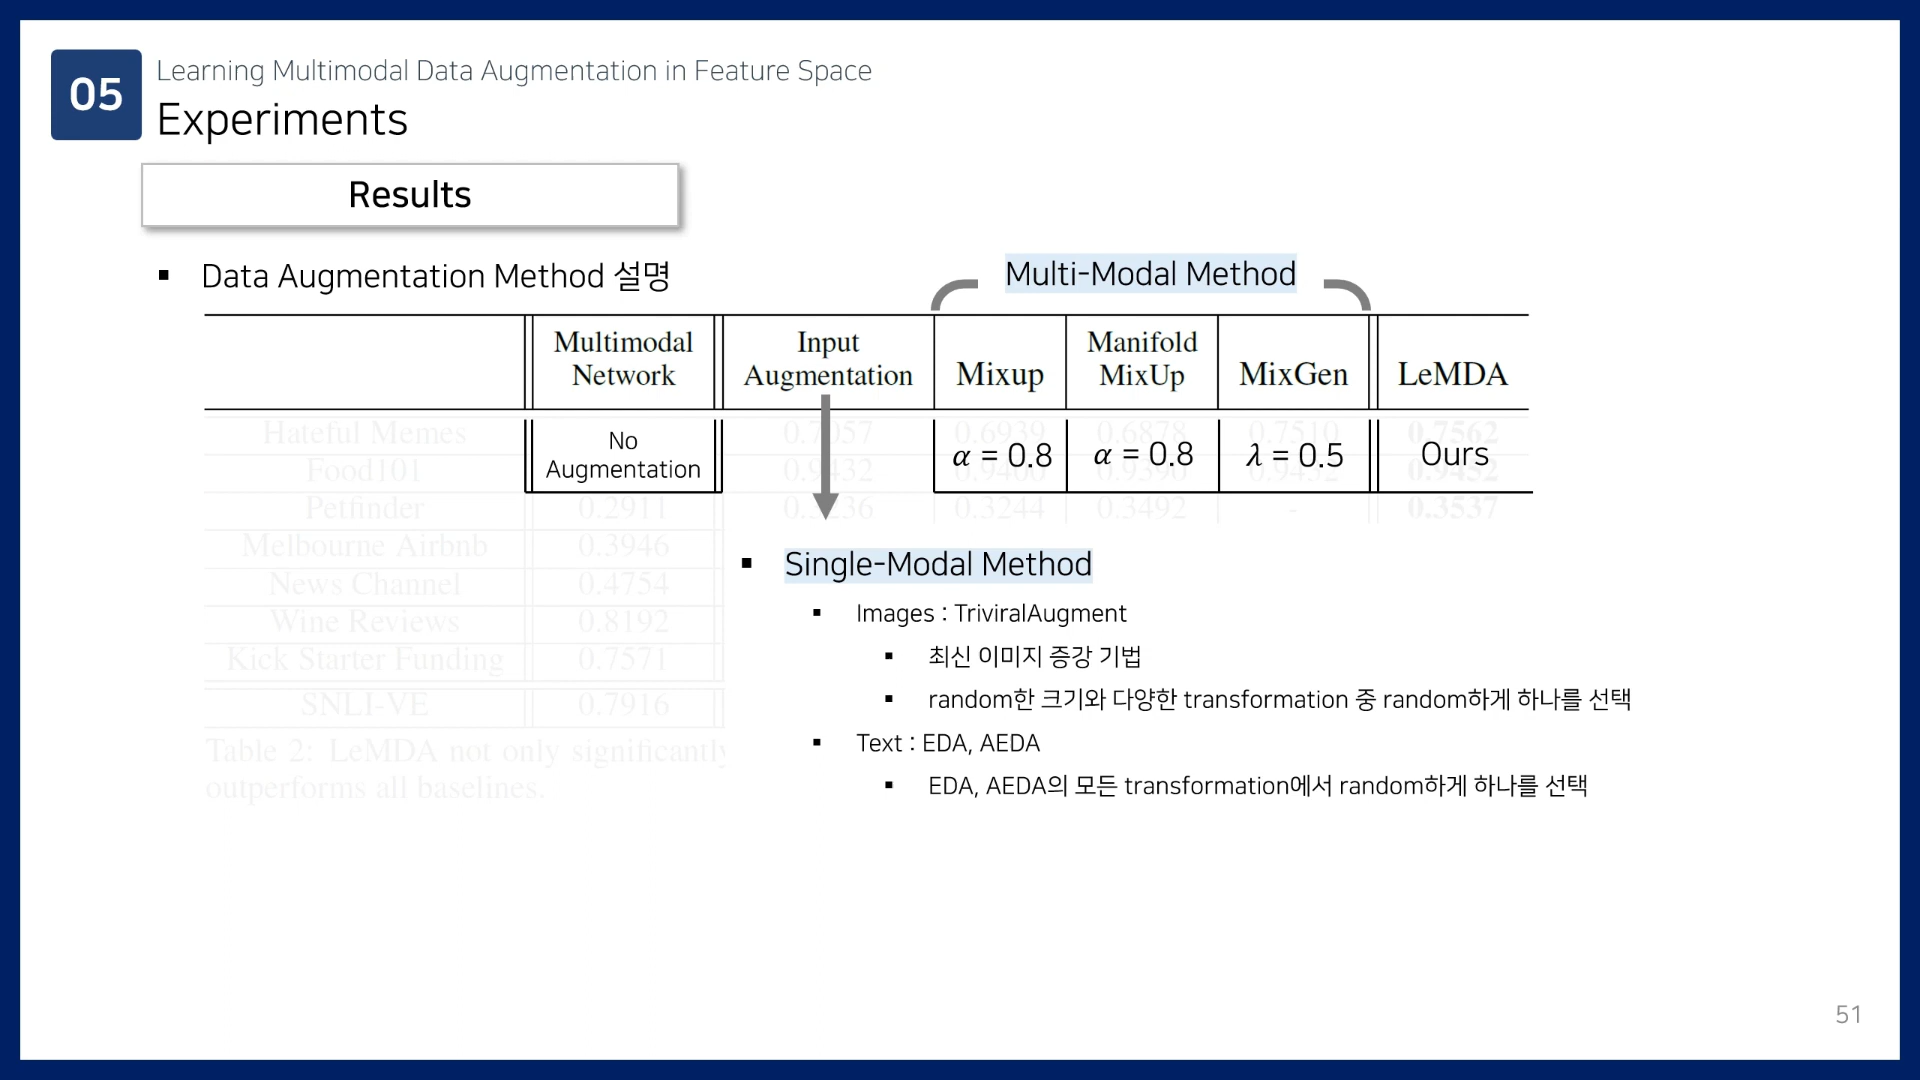 05
Learning Multimodal Data Augmentation in Feature Space
Experiments
Results
▪ Data Augmentation Method 설명
Multi-Modal Method
Multimodal Network
Input Augmentation
Mixup
Manifold MixUp
MixGen
LeMDA
No Augmentation
α = 0.8
α = 0.8
λ = 0.5
Ours
Hateful Memes 0.6939 0.6878 0.7510 0.7562
Food101
Petfinder 0.2911 0.3244 0.3492 - 0.3537
Melbourne Airbnb 0.3946
News Channel 0.4754
Wine Reviews 0.8192
Kick Starter Funding 0.7571
SNLI-VE 0.7916
Table 2: LeMDA not only significantly
outperforms all baselines.
▪ Single-Modal Method
▪ Images : TriviralAugment
▪ 최신 이미지 증강 기법
▪ random한 크기와 다양한 transformation 중 random하게 하나를 선택
▪ Text : EDA, AEDA
▪ EDA, AEDA의 모든 transformation에서 random하게 하나를 선택
51